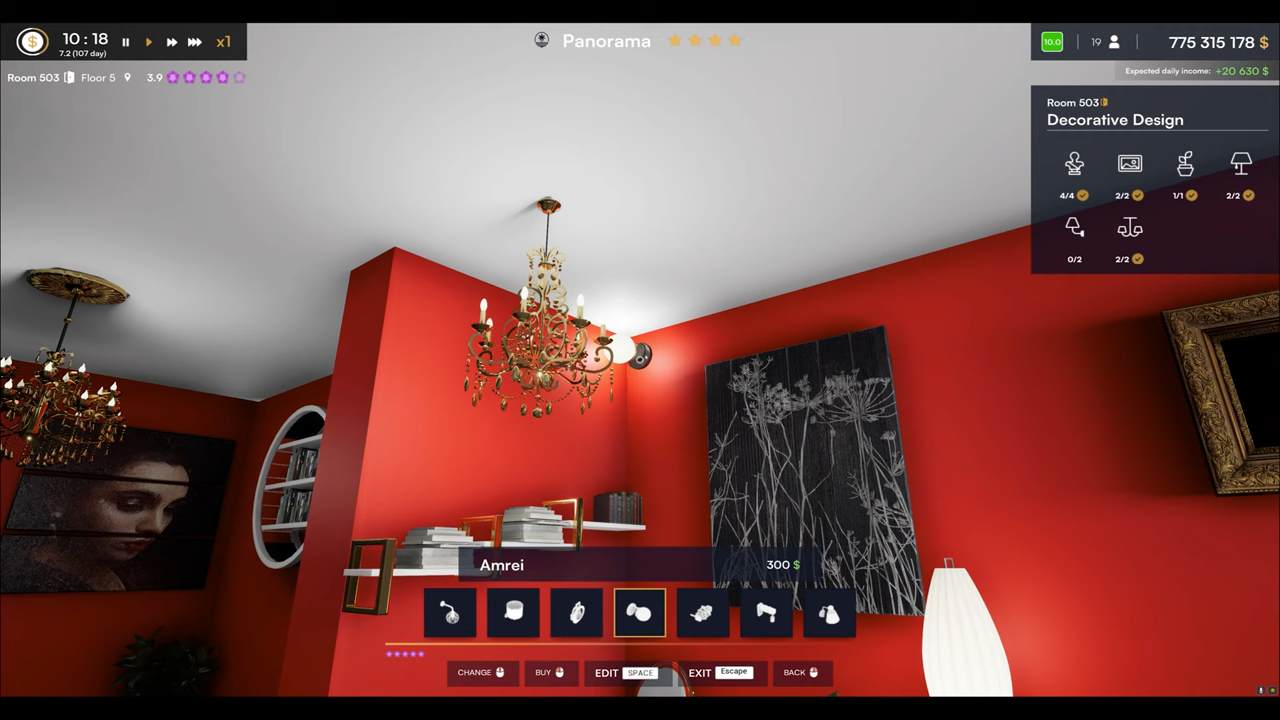 10 : 18
x1
7.2 (107 day)
Panorama
10.0
19
775 315 178 $
Expected daily income: +20 630 $
Room 503
Floor 5
3.9
Room 503
Decorative Design
4/4
2/2
1/1
2/2
0/2
2/2
Amrei
300 $
CHANGE
BUY
EDIT SPACE
EXIT Escape
BACK